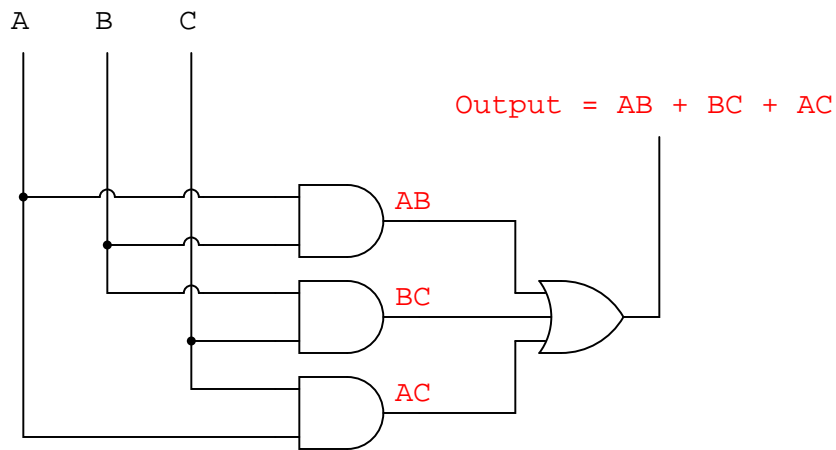 A B C
Output = AB + BC + AC
AB
BC
AC